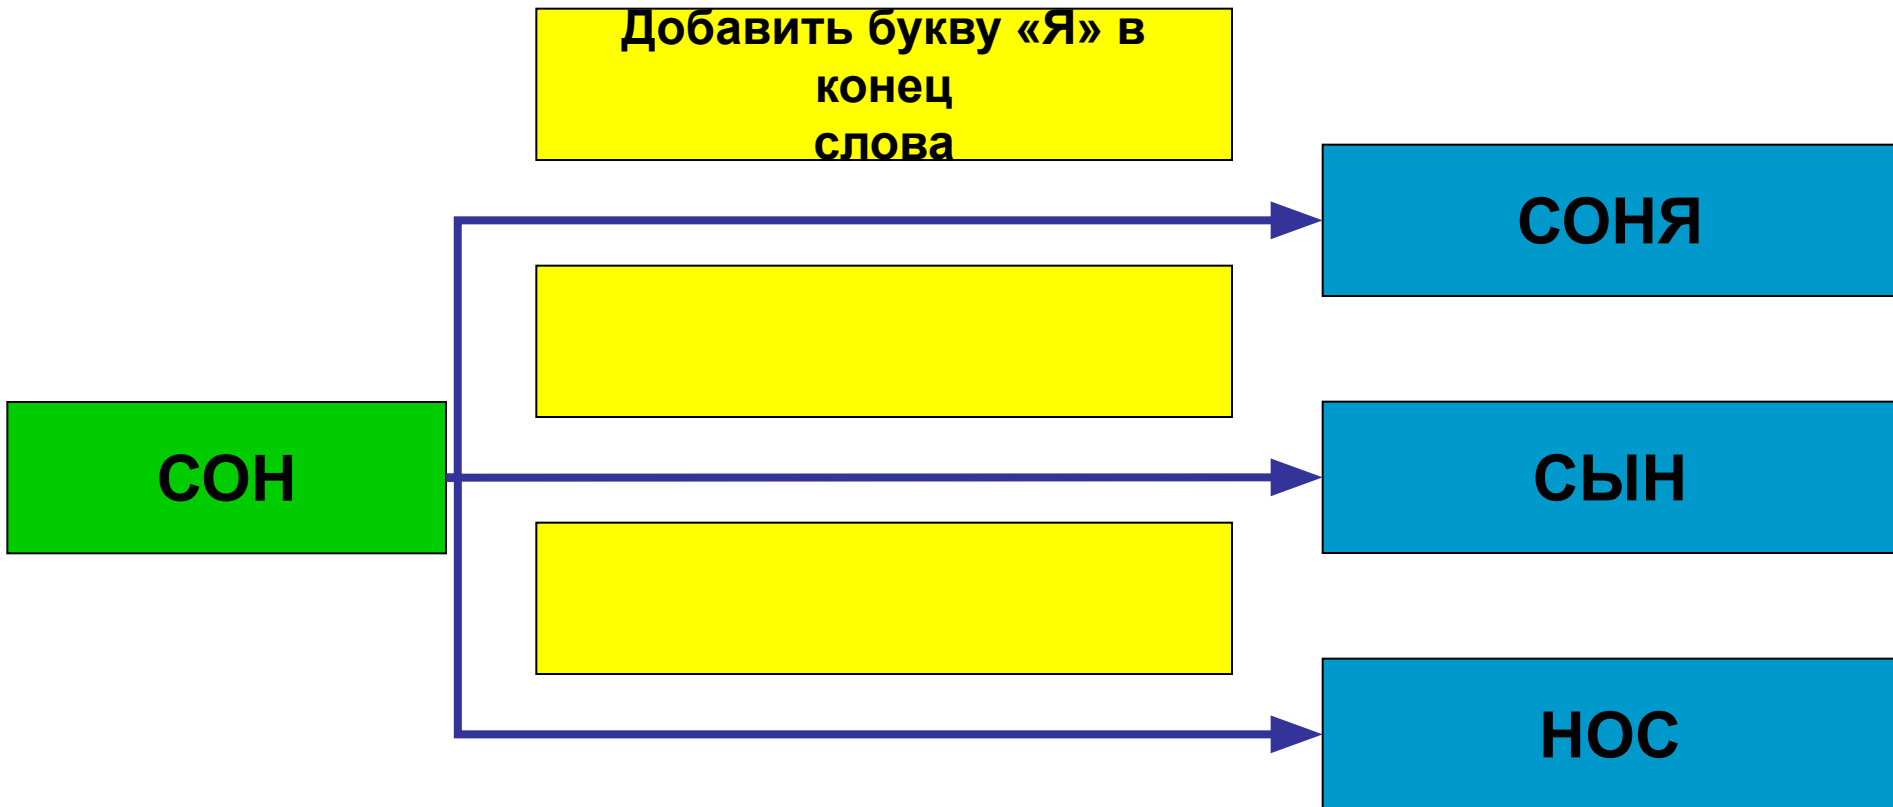 Добавить букву «Я» в
конец
слова
СОНЯ
СОН
СЫН
НОС